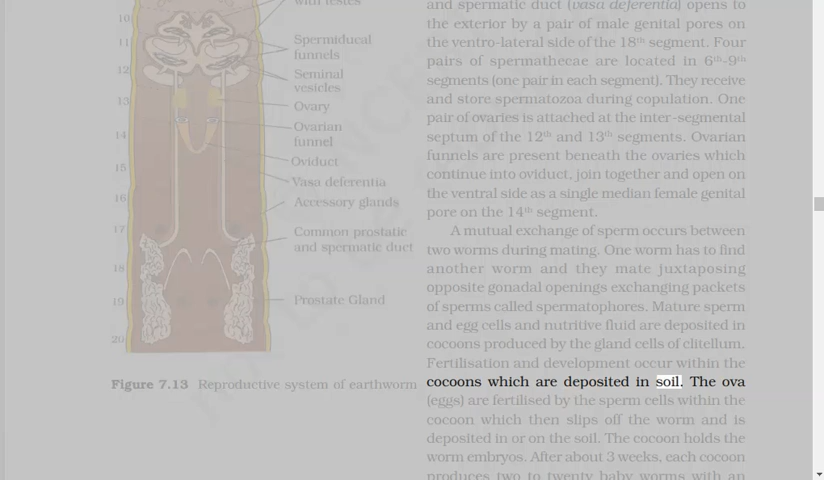 with testes
10
Spermiducal
funnels
11
Seminal
vesicles
12
Ovary
13
Ovarian
funnel
14
Oviduct
15
Vasa deferentia
16
Accessory glands
17
Common prostatic
and spermatic duct
18
Prostate Gland
19
20
Figure 7.13 Reproductive system of earthworm
and spermatic duct (vasa deferentia) opens to
the exterior by a pair of male genital pores on
the ventro-lateral side of the 18th segment. Four
pairs of spermathecae are located in 6th-9th
segments (one pair in each segment). They receive
and store spermatozoa during copulation. One
pair of ovaries is attached at the inter-segmental
septum of the 12th and 13th segments. Ovarian
funnels are present beneath the ovaries which
continue into oviduct, join together and open on
the ventral side as a single median female genital
pore on the 14th segment.
A mutual exchange of sperm occurs between
two worms during mating. One worm has to find
another worm and they mate juxtaposing
opposite gonadal openings exchanging packets
of sperms called spermatophores. Mature sperm
and egg cells and nutritive fluid are deposited in
cocoons produced by the gland cells of clitellum.
Fertilisation and development occur within the
cocoons which are deposited in soil. The ova
(eggs) are fertilised by the sperm cells within the
cocoon which then slips off the worm and is
deposited in or on the soil. The cocoon holds the
worm embryos. After about 3 weeks, each cocoon
produces two to twenty baby worms with an